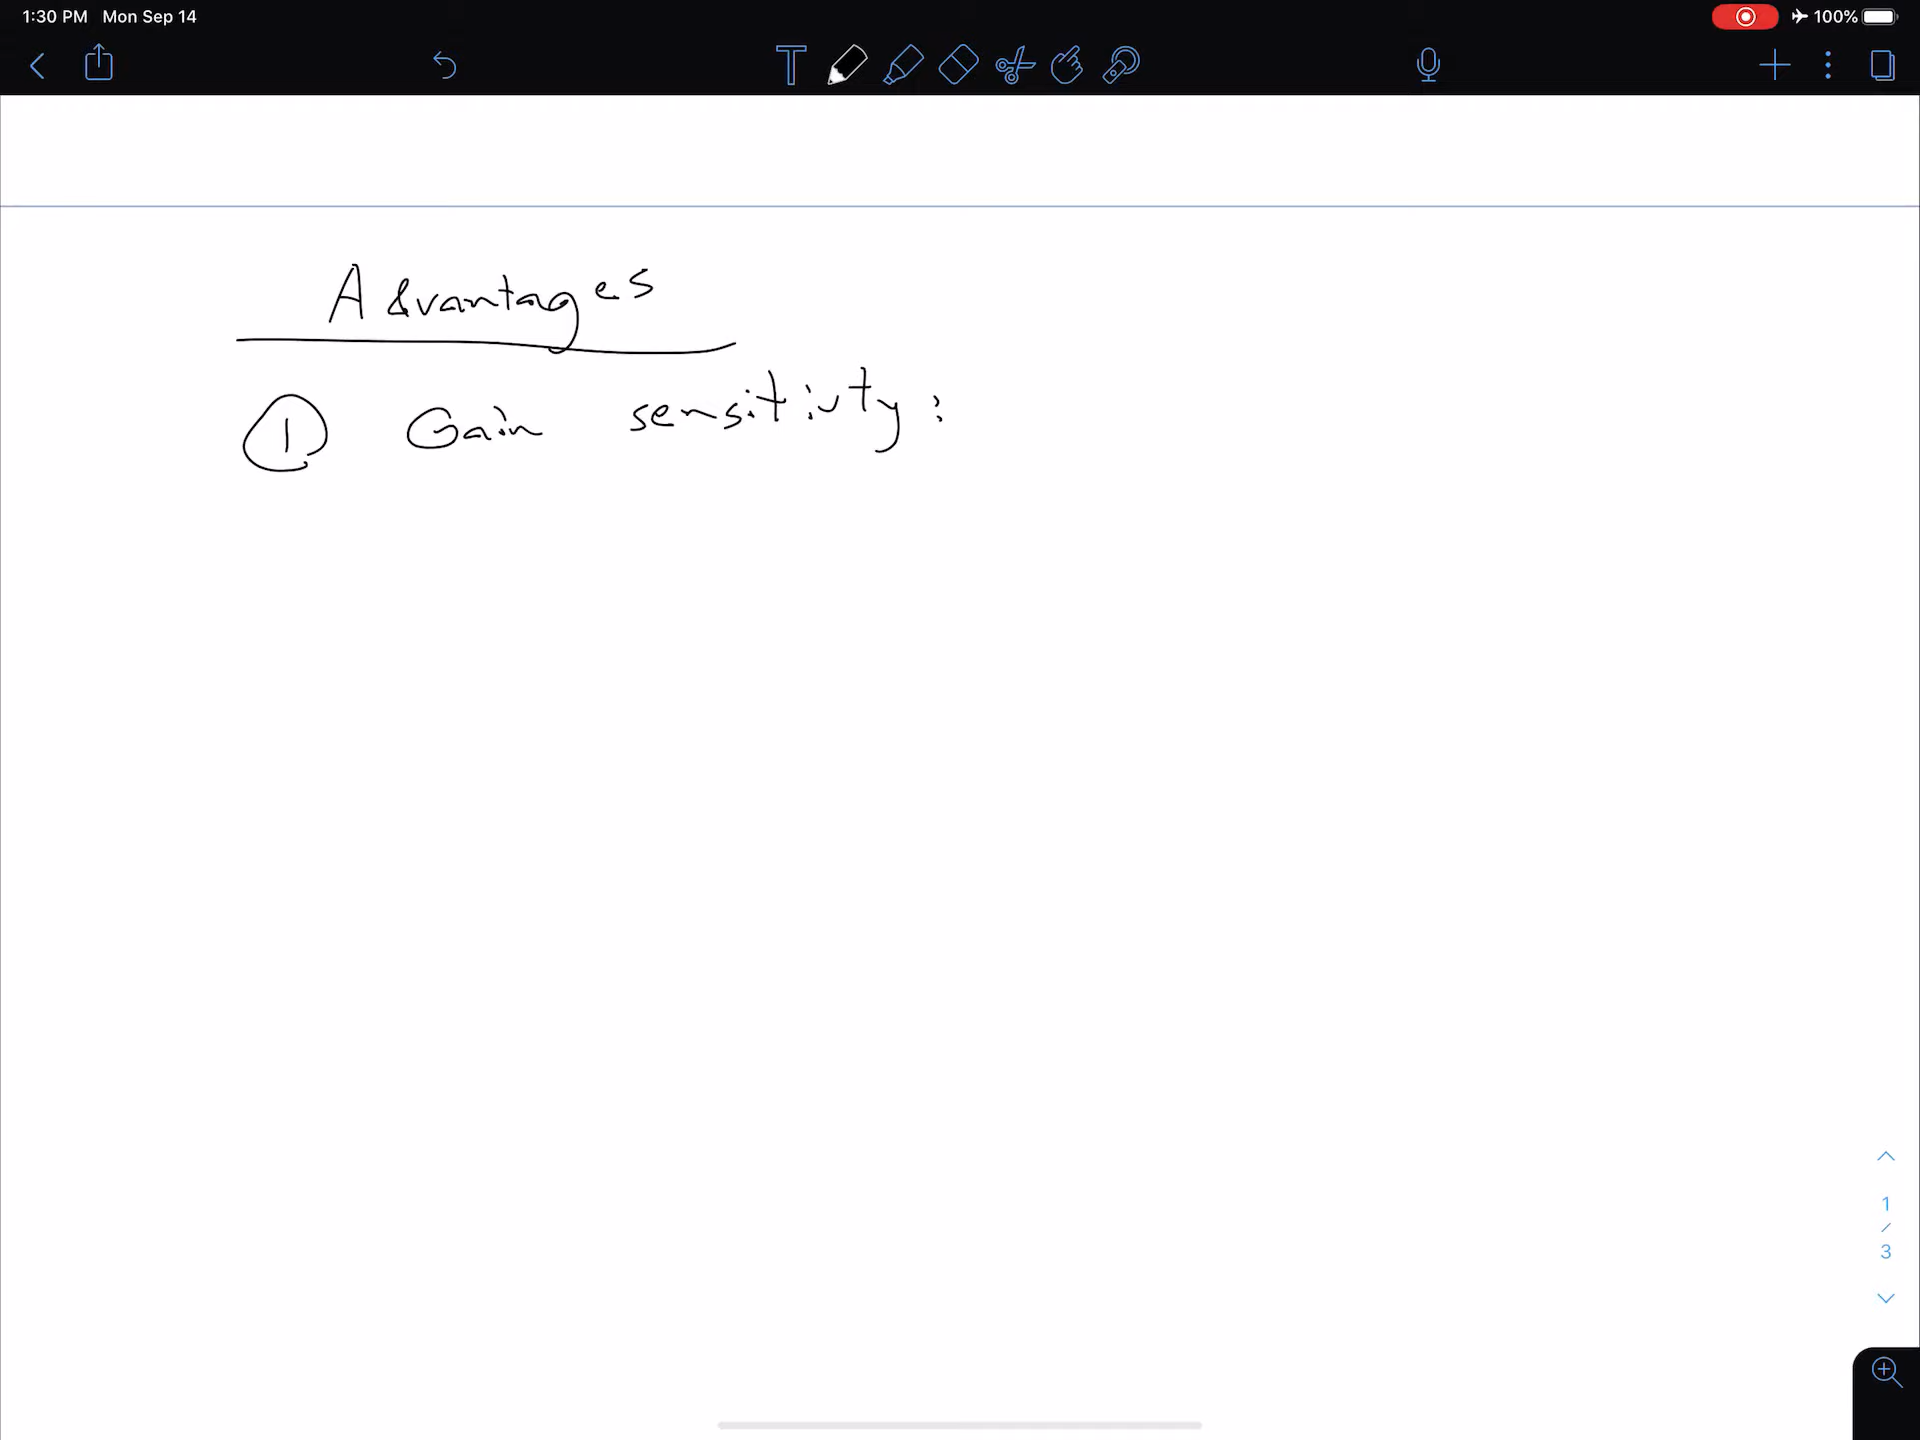 1:30 PM Mon Sep 14
100%
Advantages
① Gain sensitivity:
1
/
3